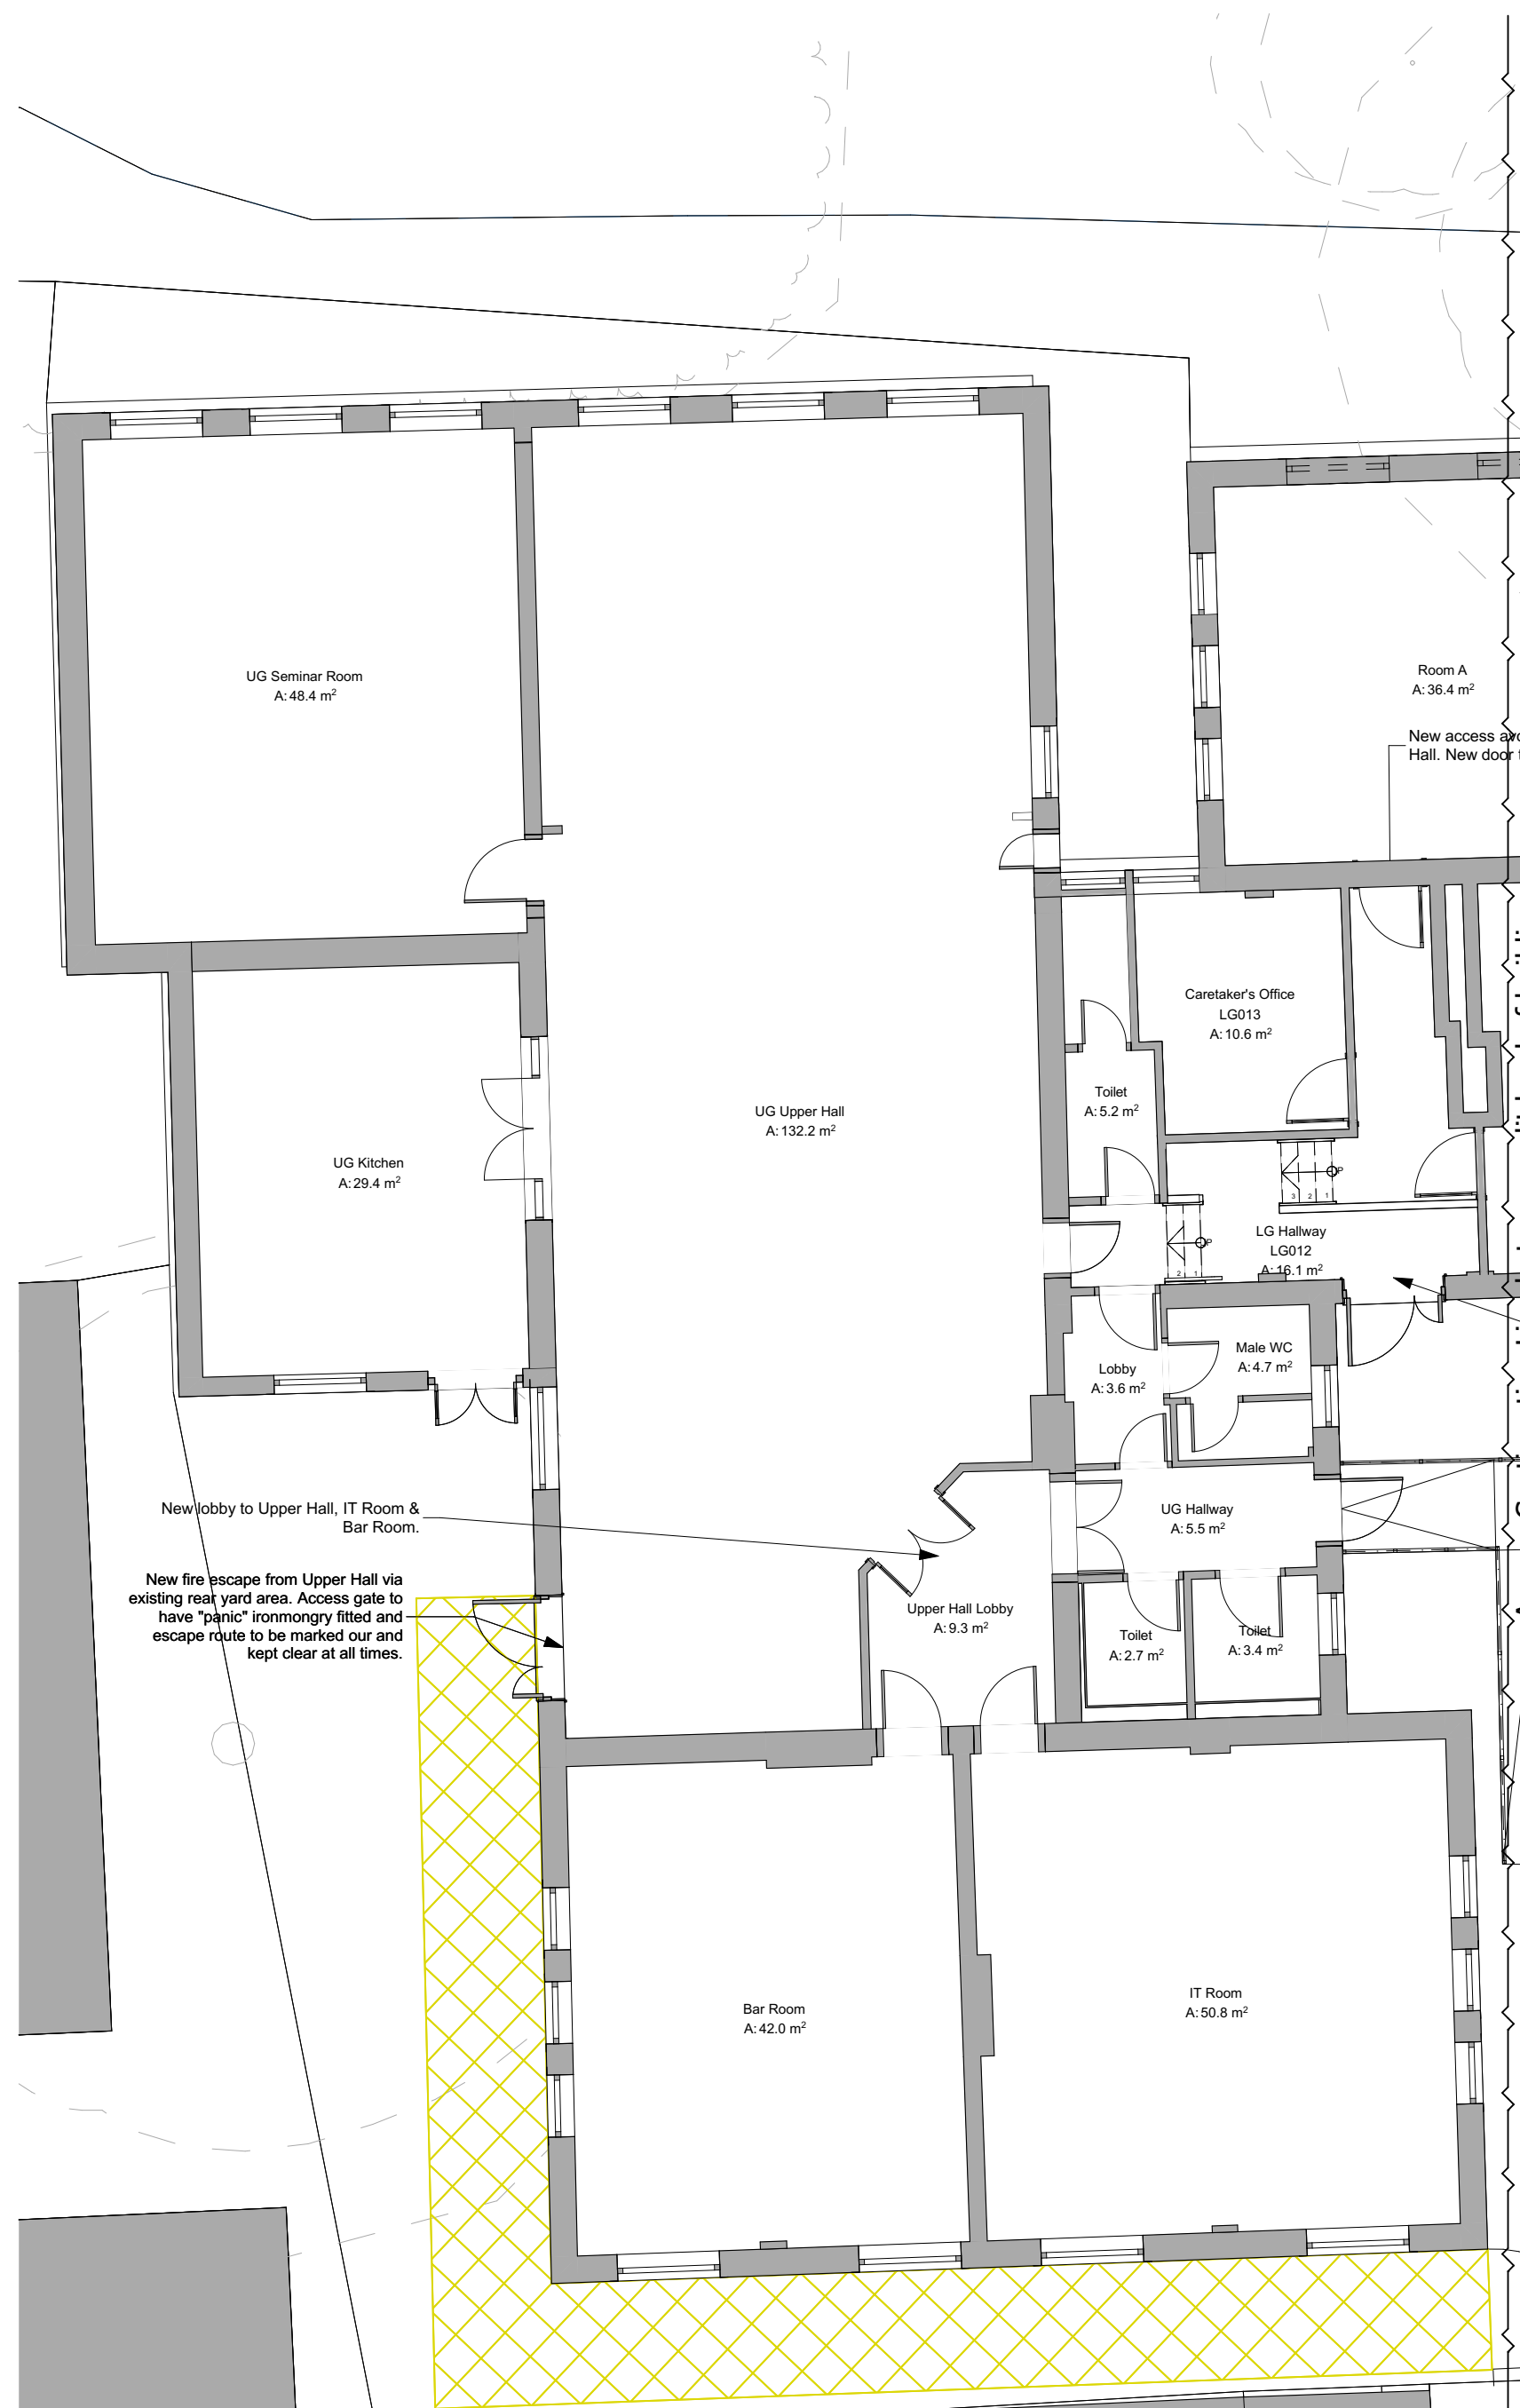 UG Seminar Room
A: 48.4 m²
Room A
A: 36.4 m²
New access
Hall. New door
Caretaker's Office
LG013
A: 10.6 m²
Toilet
A: 5.2 m²
UG Upper Hall
A: 132.2 m²
UG Kitchen
A: 29.4 m²
3 2 1
P
LG Hallway
LG012
A: 16.1 m²
2 1
P
Male WC
A: 4.7 m²
Lobby
A: 3.6 m²
New lobby to Upper Hall, IT Room &
Bar Room.
UG Hallway
A: 5.5 m²
New fire escape from Upper Hall via
existing rear yard area. Access gate to
have "panic" ironmongry fitted and
escape route to be marked our and
kept clear at all times.
Upper Hall Lobby
A: 9.3 m²
Toilet
A: 2.7 m²
Toilet
A: 3.4 m²
Bar Room
A: 42.0 m²
IT Room
A: 50.8 m²